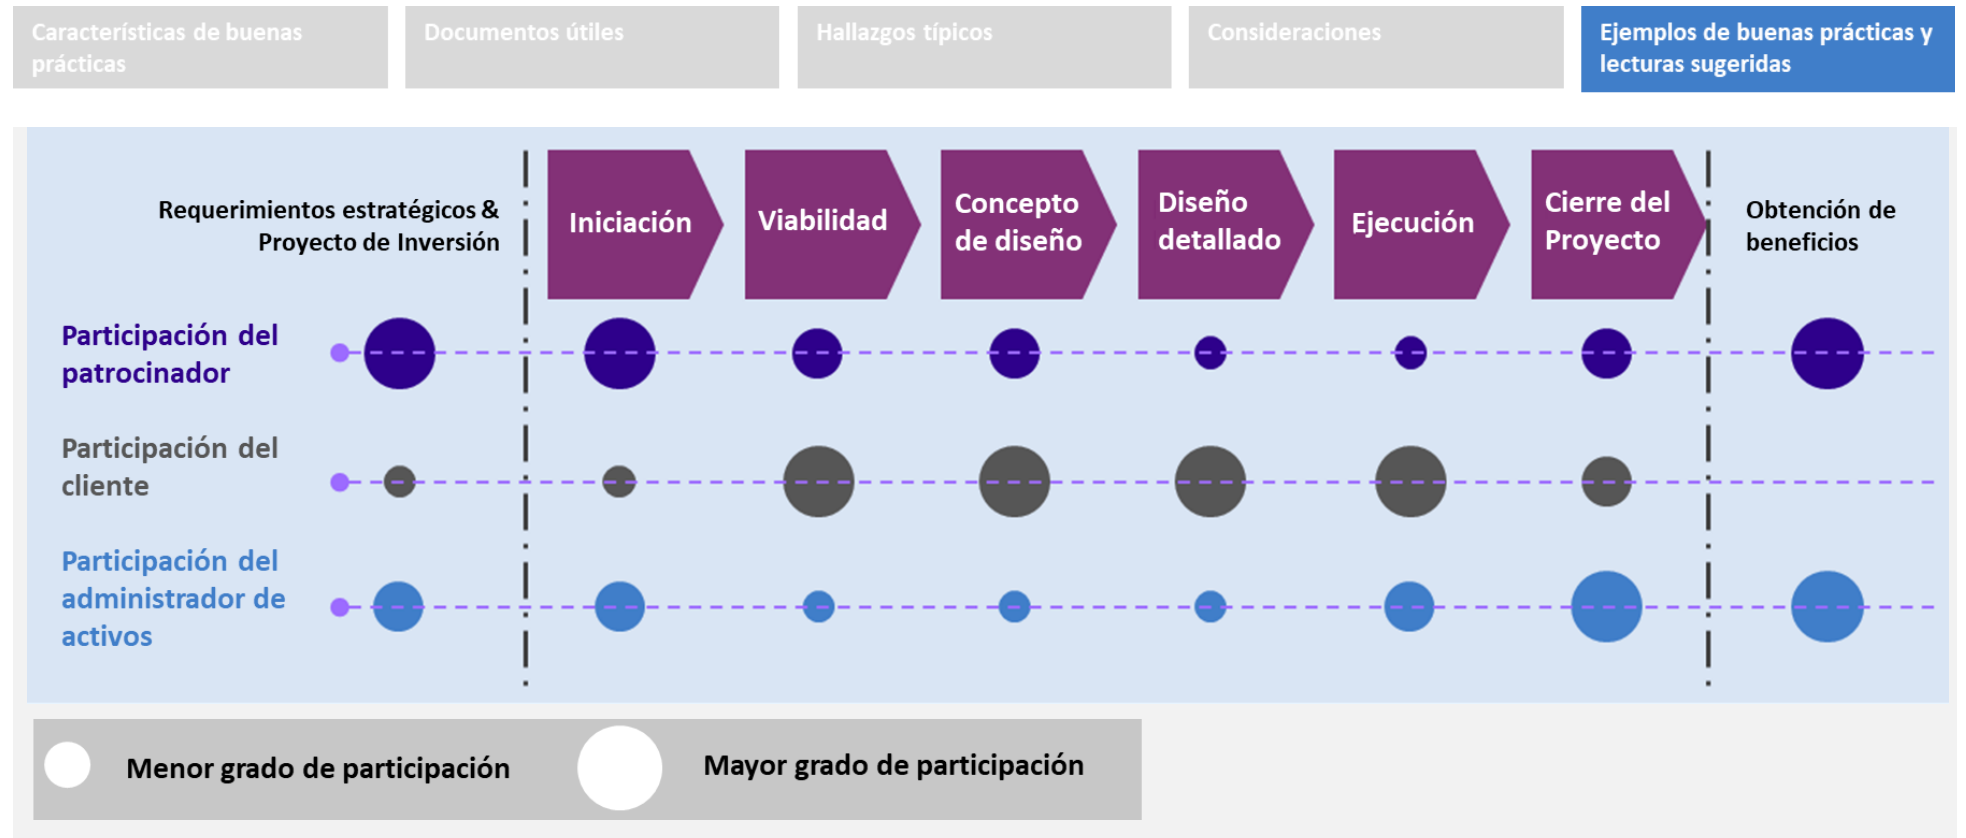 Características de buenas
prácticas
Documentos útiles
Hallazgos típicos
Consideraciones
Ejemplos de buenas prácticas y
lecturas sugeridas
Requerimientos estratégicos &
Proyecto de Inversión
Iniciación
Viabilidad
Concepto
de diseño
Diseño
detallado
Ejecución
Cierre del
Proyecto
Obtención de
beneficios
Participación del
patrocinador
Participación del
cliente
Participación del
administrador de
activos
Menor grado de participación
Mayor grado de participación